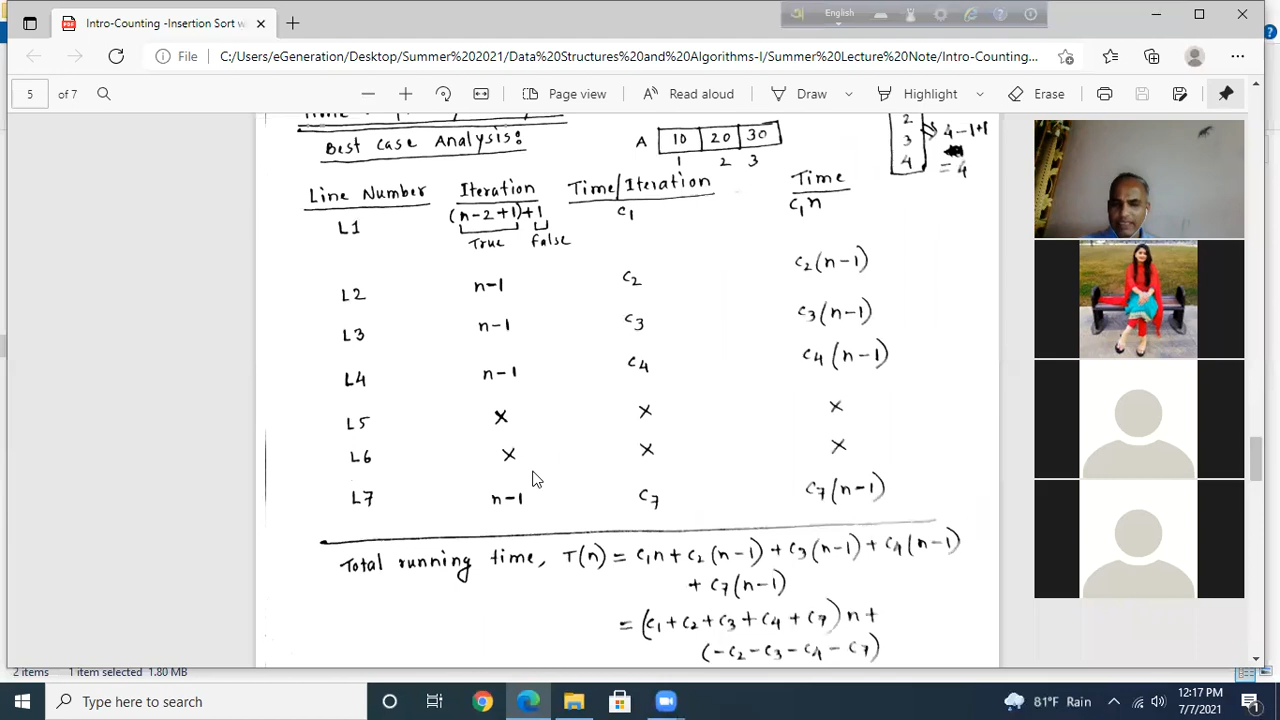 Intro-Counting -Insertion Sort w
English
File
C:/Users/eGeneration/Desktop/Summer%202021/Data%20Structures%20and%20Algorithms-I/Summer%20Lecture%20Note/Intro-Counting...
5 of 7
Page view
Read aloud
Draw
Highlight
Erase
Best case Analysis:
A 10 20 30
1 2 3
2
3
4
4-1+1
= 4
Line Number Iteration Time/Iteration Time
L1 (n-2+1)+1 c₁ c₁n
True False
L2 n-1 c₂ c₂(n-1)
L3 n-1 c₃ c₃(n-1)
L4 n-1 c₄ c₄(n-1)
L5 × × ×
L6 × × ×
L7 n-1 c₇ c₇(n-1)
Total running time, T(n) = c₁n + c₂(n-1) + c₃(n-1) + c₄(n-1)
+ c₇(n-1)
= (c₁+c₂+c₃+c₄+c₇)n +
(-c₂-c₃-c₄-c₇)
2 items 1 item selected 1.80 MB
Type here to search
81°F Rain
12:17 PM
7/7/2021